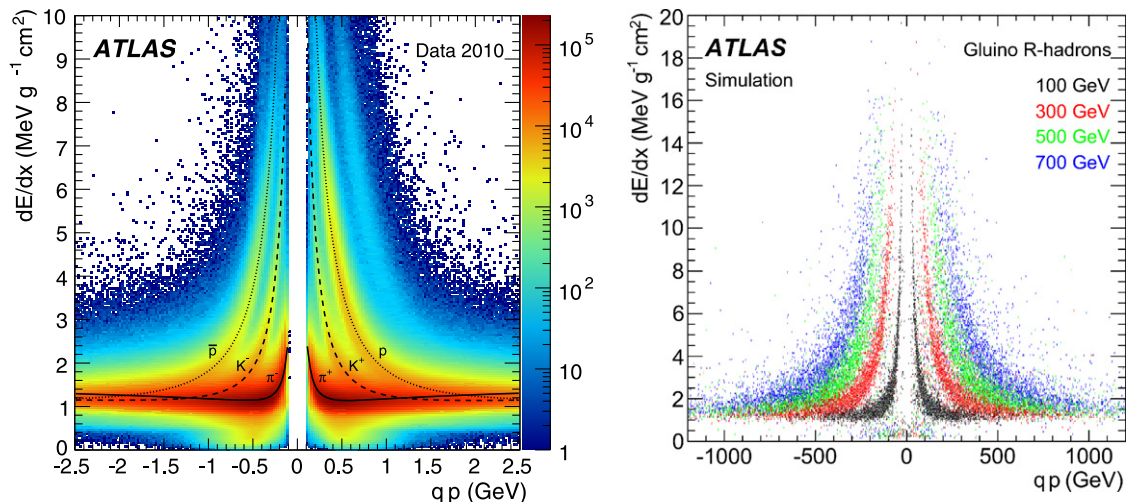 ATLAS
Data 2010
dE/dx (MeV g⁻¹ cm²)
10
9
8
7
6
5
4
3
2
1
0
p̄
K⁻
π⁻
π⁺
K⁺
p
-2.5 -2 -1.5 -1 -0.5 0 0.5 1 1.5 2 2.5
q p (GeV)
10⁵
10⁴
10³
10²
10
1
ATLAS
Gluino R-hadrons
Simulation
100 GeV
300 GeV
500 GeV
700 GeV
dE/dx (MeV g⁻¹ cm²)
20
18
16
14
12
10
8
6
4
2
0
-1000 -500 0 500 1000
q p (GeV)